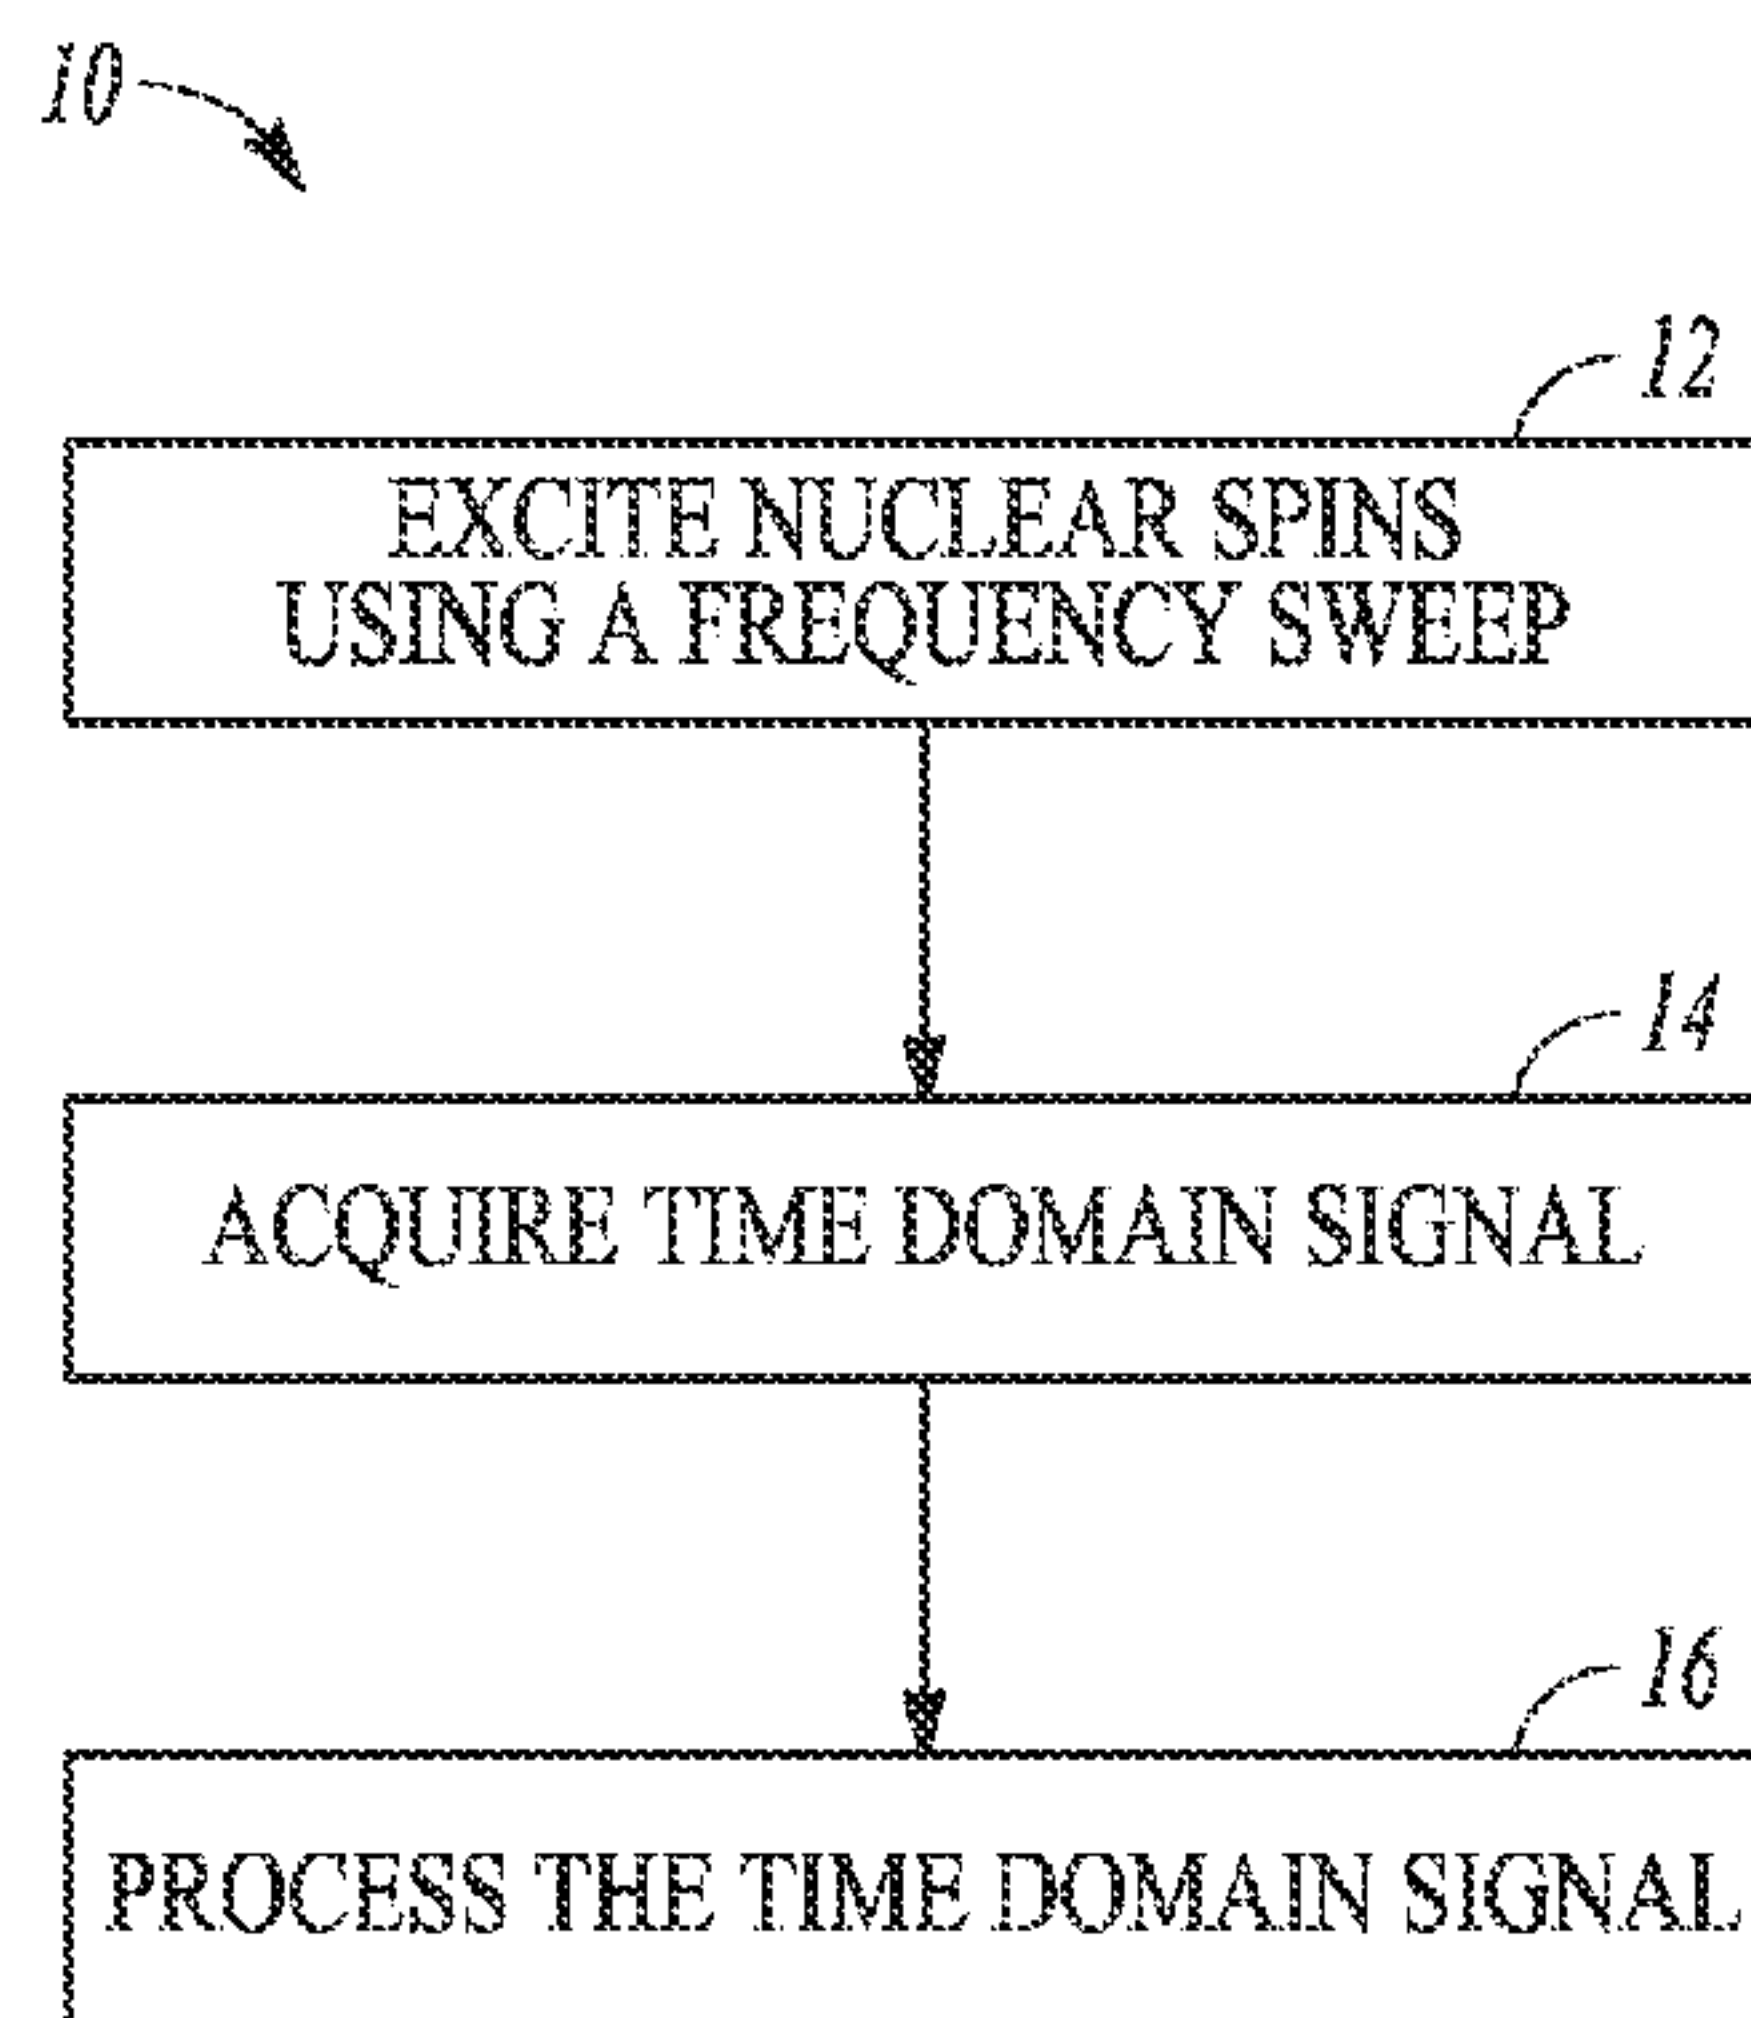 10
12
EXCITE NUCLEAR SPINS
USING A FREQUENCY SWEEP
14
ACQUIRE TIME DOMAIN SIGNAL
16
PROCESS THE TIME DOMAIN SIGNAL